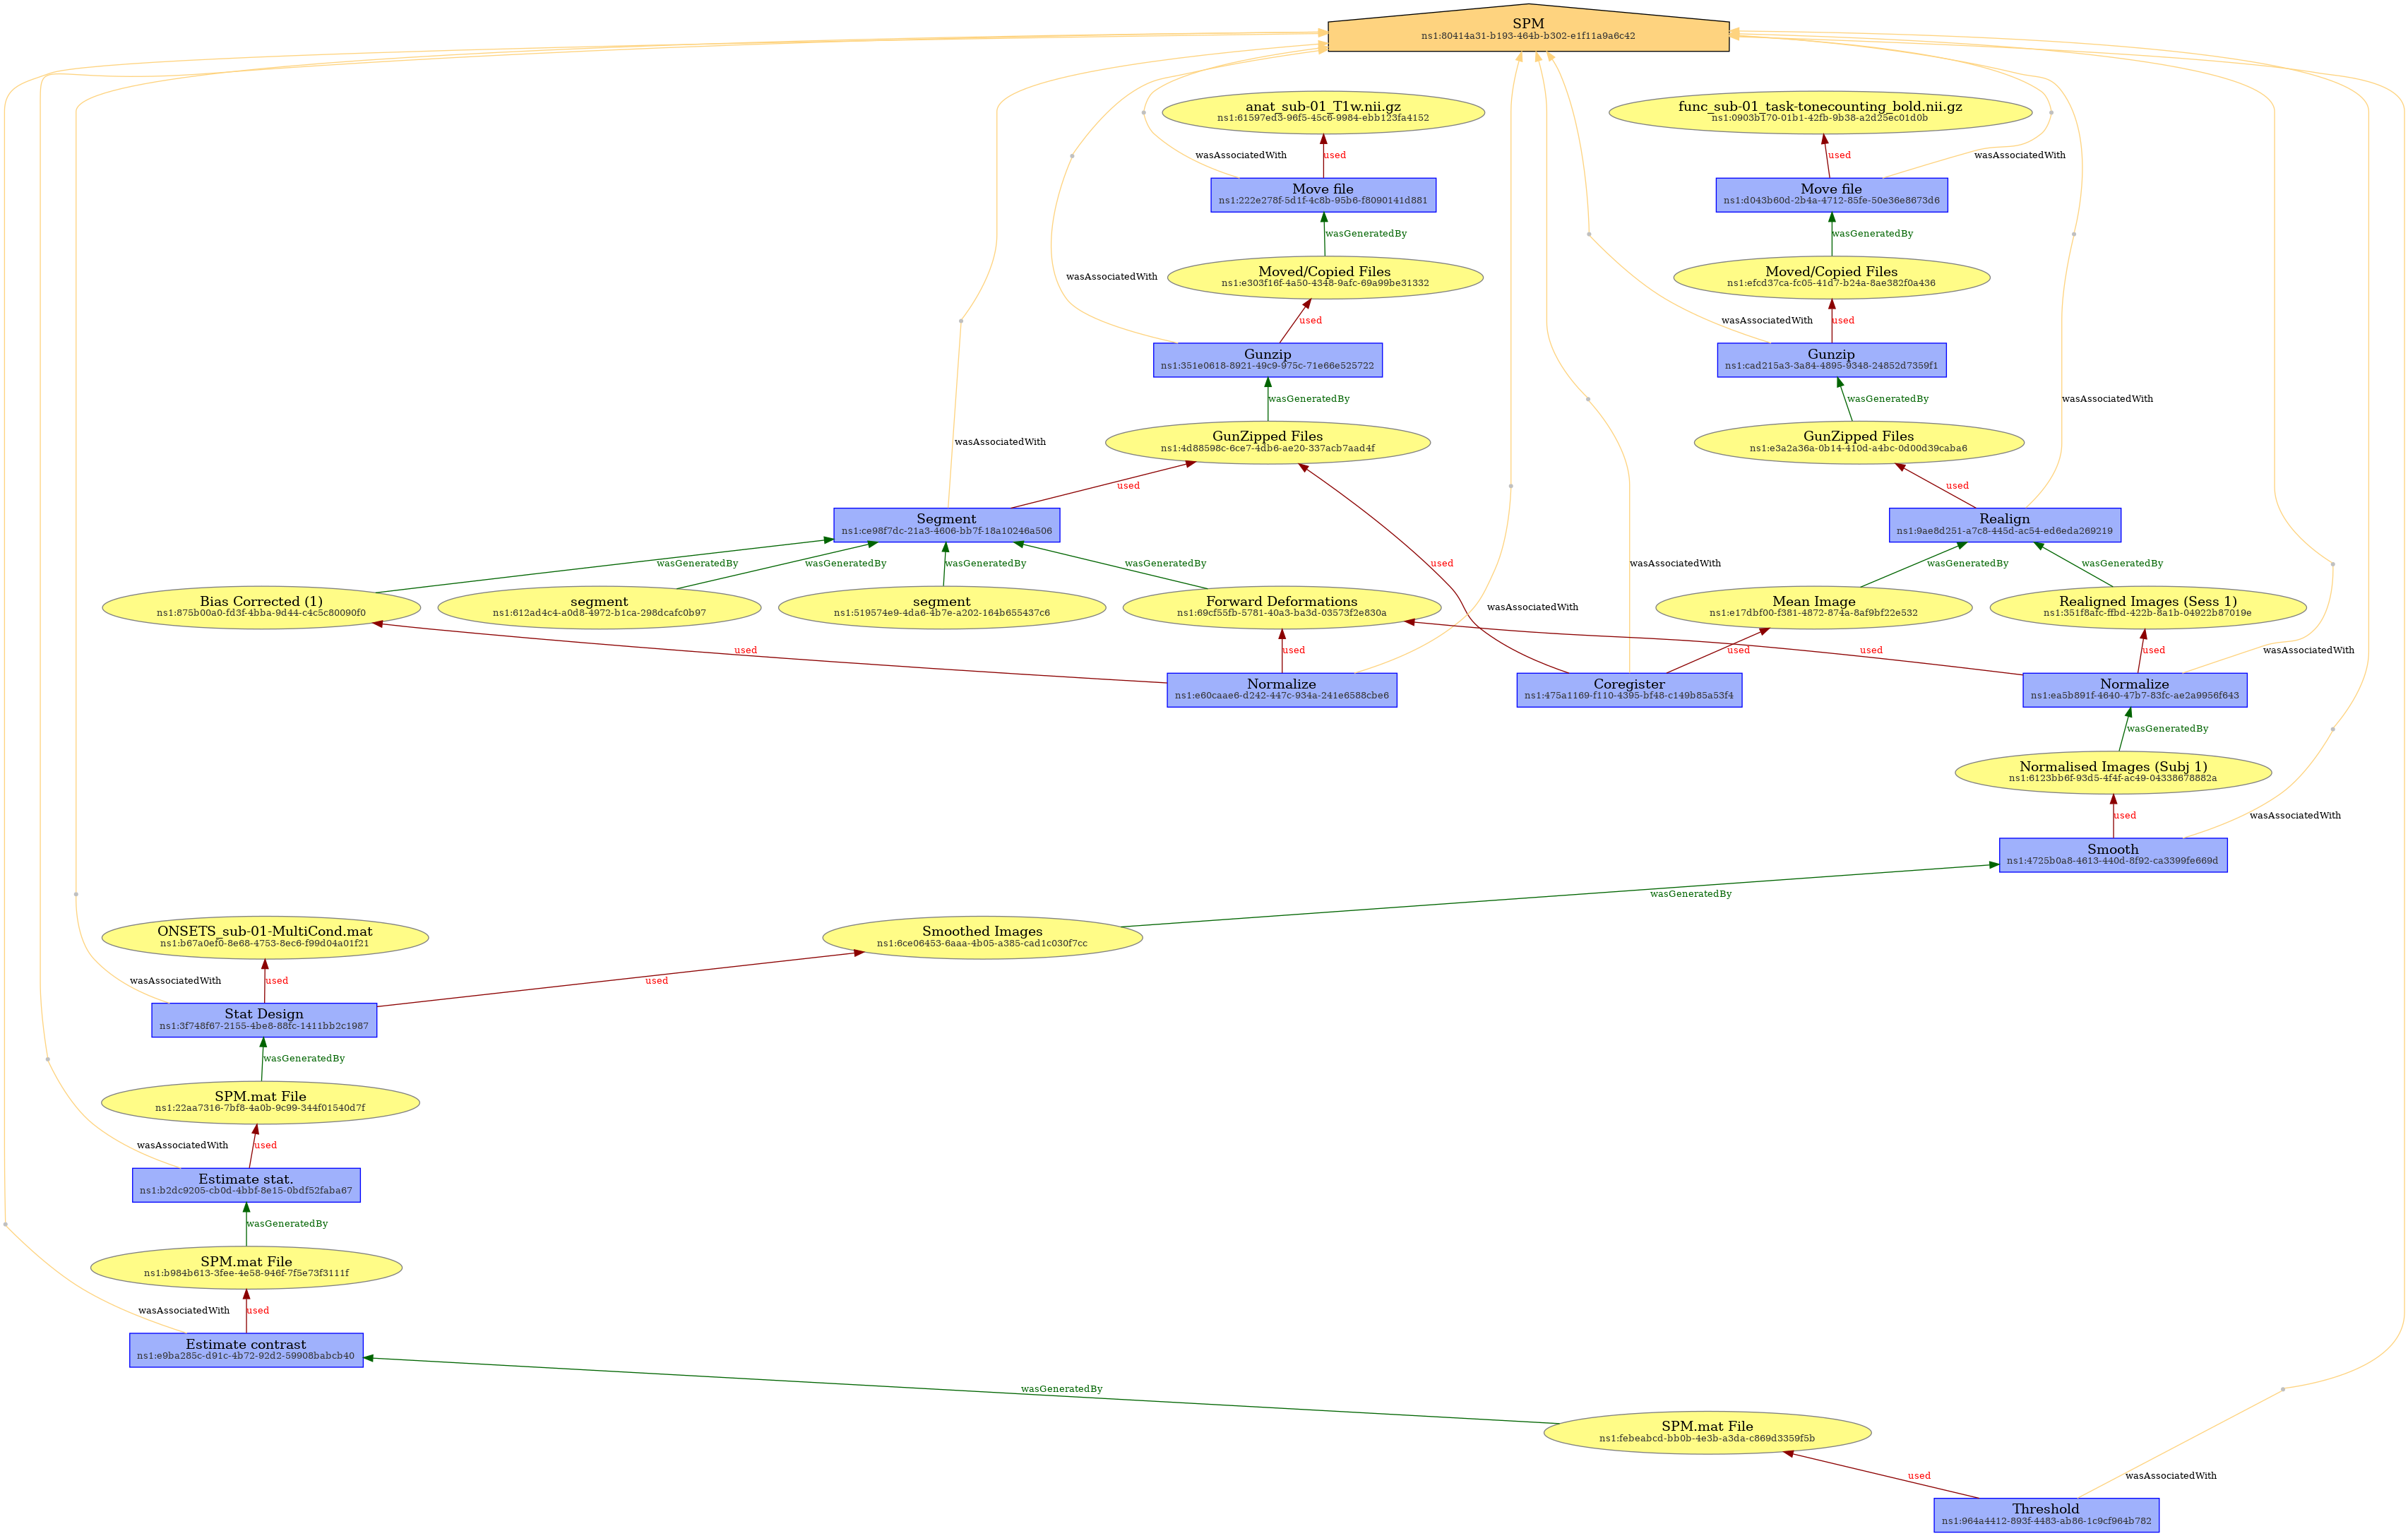 SPM
ns1:80414a31-b193-464b-b302-e1f11a9a6c42
anat_sub-01_T1w.nii.gz
ns1:61597ed3-96f5-45c6-9984-ebb123fa4152
func_sub-01_task-tonecounting_bold.nii.gz
ns1:0903b170-01b1-42fb-9b38-a2d25ec01d0b
wasAssociatedWith
used
used
wasAssociatedWith
Move file
ns1:222e278f-5d1f-4c8b-95b6-f8090141d881
Move file
ns1:d043b60d-2b4a-4712-85fe-50e36e8673d6
wasGeneratedBy
wasGeneratedBy
wasAssociatedWith
Moved/Copied Files
ns1:e303f16f-4a50-4348-9afc-69a99be31332
Moved/Copied Files
ns1:efcd37ca-fc05-41d7-b24a-8ae382f0a436
used
wasAssociatedWith
used
Gunzip
ns1:351e0618-8921-49c9-975c-71e66e525722
Gunzip
ns1:cad215a3-3a84-4895-9348-24852d7359f1
wasGeneratedBy
wasGeneratedBy
wasAssociatedWith
wasAssociatedWith
GunZipped Files
ns1:4d88598c-6ce7-4db6-ae20-337acb7aad4f
GunZipped Files
ns1:e3a2a36a-0b14-410d-a4bc-0d00d39caba6
used
used
Segment
ns1:ce98f7dc-21a3-4606-bb7f-18a10246a506
Realign
ns1:9ae8d251-a7c8-445d-ac54-ed6eda269219
wasGeneratedBy
wasGeneratedBy
wasGeneratedBy
wasGeneratedBy
used
wasAssociatedWith
wasGeneratedBy
wasGeneratedBy
Bias Corrected (1)
ns1:875b00a0-fd3f-4bba-9d44-c4c5c80090f0
segment
ns1:612ad4c4-a0d8-4972-b1ca-298dcafc0b97
segment
ns1:519574e9-4da6-4b7e-a202-164b655437c6
Forward Deformations
ns1:69cf55fb-5781-40a3-ba3d-03573f2e830a
wasAssociatedWith
Mean Image
ns1:e17dbf00-f381-4872-874a-8af9bf22e532
Realigned Images (Sess 1)
ns1:351f8afc-ffbd-422b-8a1b-04922b87019e
used
used
used
used
used
wasAssociatedWith
Normalize
ns1:e60caae6-d242-447c-934a-241e6588cbe6
Coregister
ns1:475a1169-f110-4395-bf48-c149b85a53f4
Normalize
ns1:ea5b891f-4640-47b7-83fc-ae2a9956f643
wasGeneratedBy
Normalised Images (Subj 1)
ns1:6123bb6f-93d5-4f4f-ac49-04338678882a
used
wasAssociatedWith
Smooth
ns1:4725b0a8-4613-440d-8f92-ca3399fe669d
wasGeneratedBy
ONSETS_sub-01-MultiCond.mat
ns1:b67a0ef0-8e68-4753-8ec6-f99d04a01f21
Smoothed Images
ns1:6ce06453-6aaa-4b05-a385-cad1c030f7cc
wasAssociatedWith
used
used
Stat Design
ns1:3f748f67-2155-4be8-88fc-1411bb2c1987
wasGeneratedBy
SPM.mat File
ns1:22aa7316-7bf8-4a0b-9c99-344f01540d7f
wasAssociatedWith
used
Estimate stat.
ns1:b2dc9205-cb0d-4bbf-8e15-0bdf52faba67
wasGeneratedBy
SPM.mat File
ns1:b984b613-3fee-4e58-946f-7f5e73f3111f
wasAssociatedWith
used
Estimate contrast
ns1:e9ba285c-d91c-4b72-92d2-59908babcb40
wasGeneratedBy
SPM.mat File
ns1:febeabcd-bb0b-4e3b-a3da-c869d3359f5b
used
wasAssociatedWith
Threshold
ns1:964a4412-893f-4483-ab86-1c9cf964b782